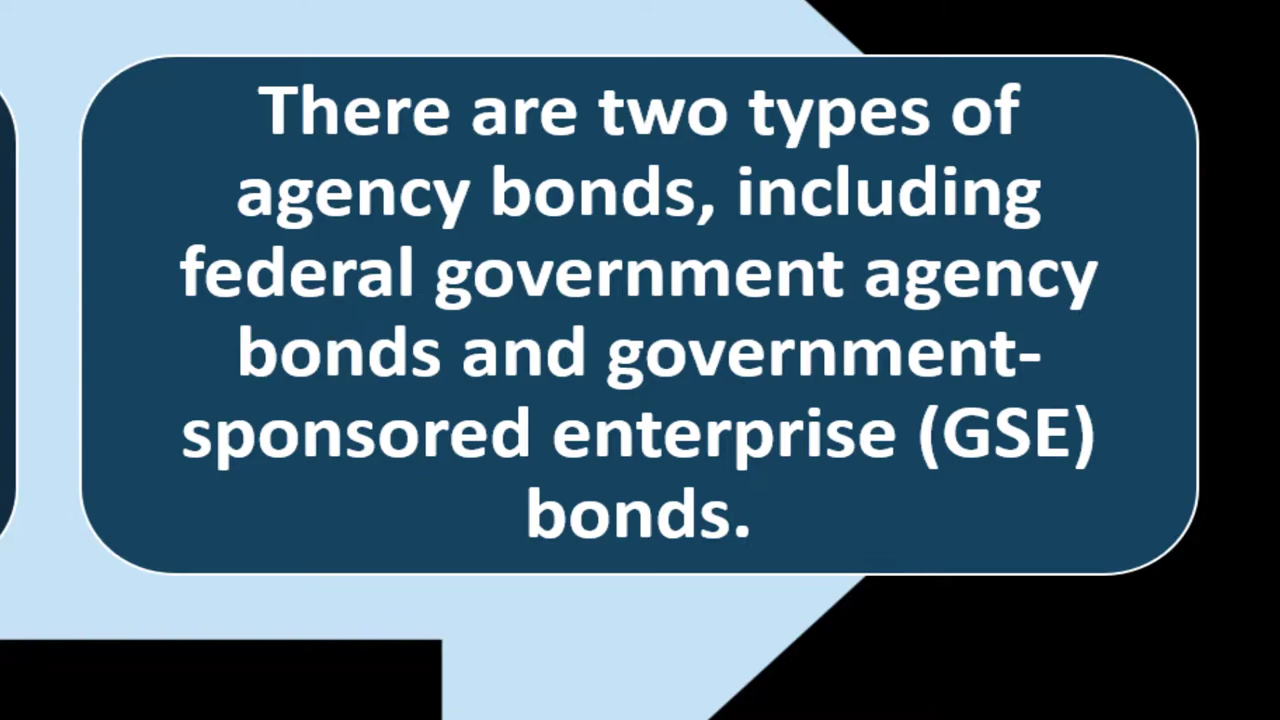 There are two types of
agency bonds, including
federal government agency
bonds and government-
sponsored enterprise (GSE)
bonds.